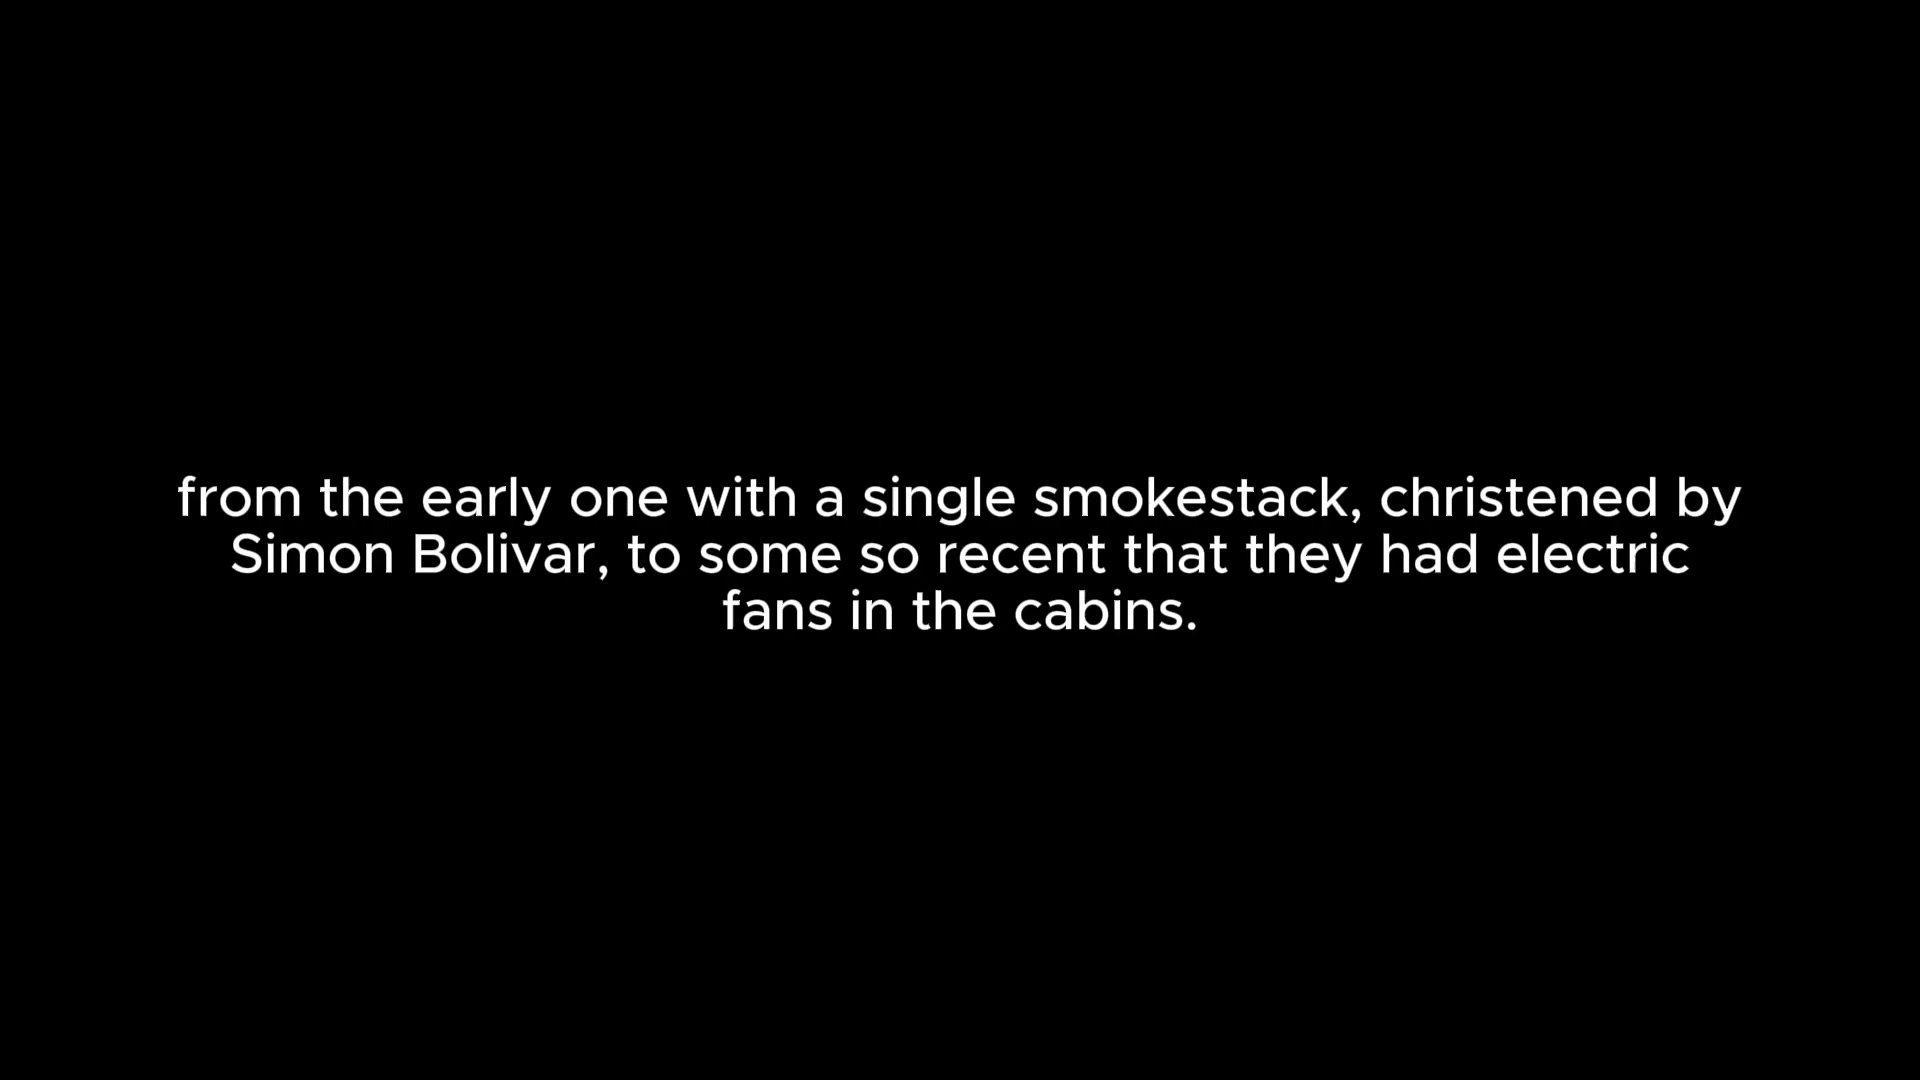 from the early one with a single smokestack, christened by
Simon Bolivar, to some so recent that they had electric
fans in the cabins.